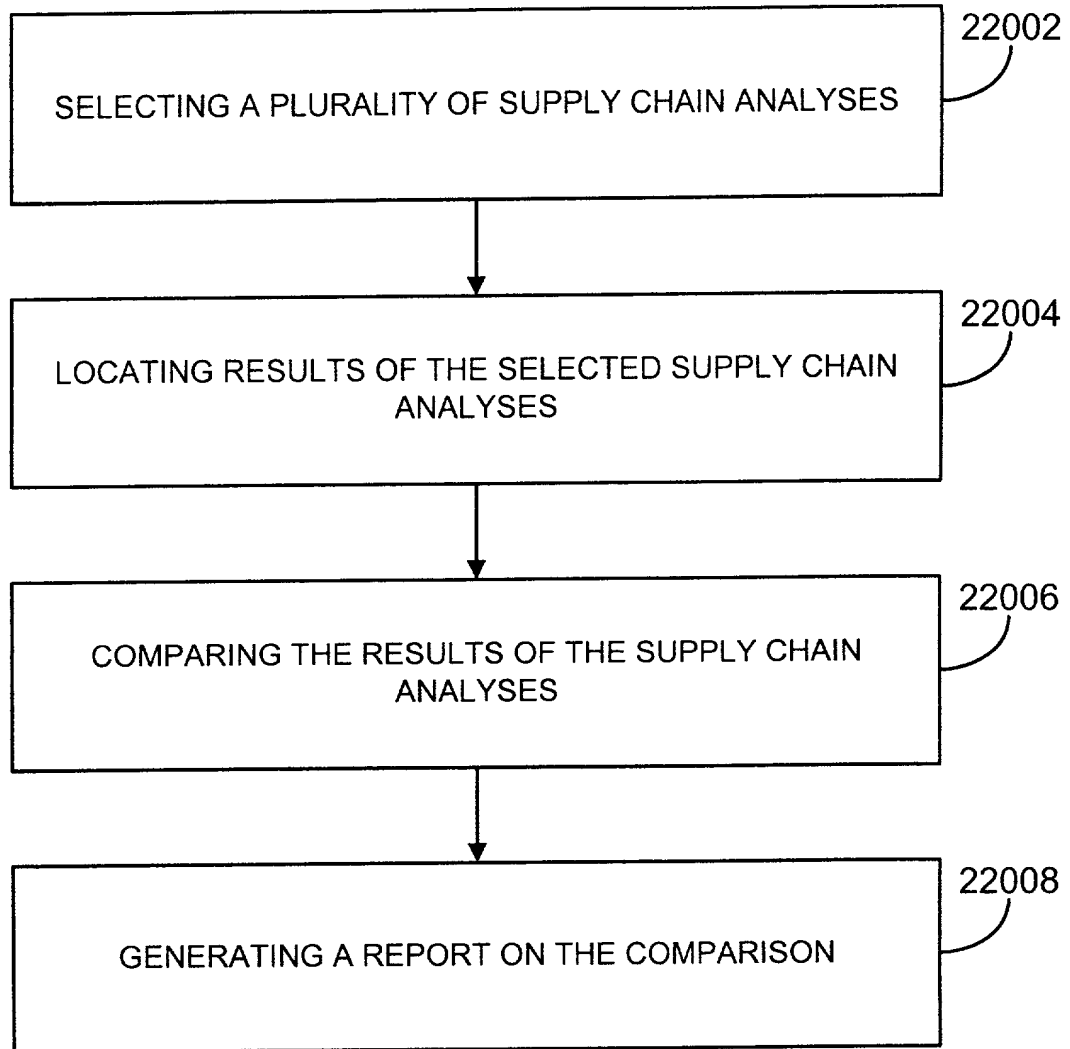 22002
SELECTING A PLURALITY OF SUPPLY CHAIN ANALYSES
22004
LOCATING RESULTS OF THE SELECTED SUPPLY CHAIN
ANALYSES
22006
COMPARING THE RESULTS OF THE SUPPLY CHAIN
ANALYSES
22008
GENERATING A REPORT ON THE COMPARISON